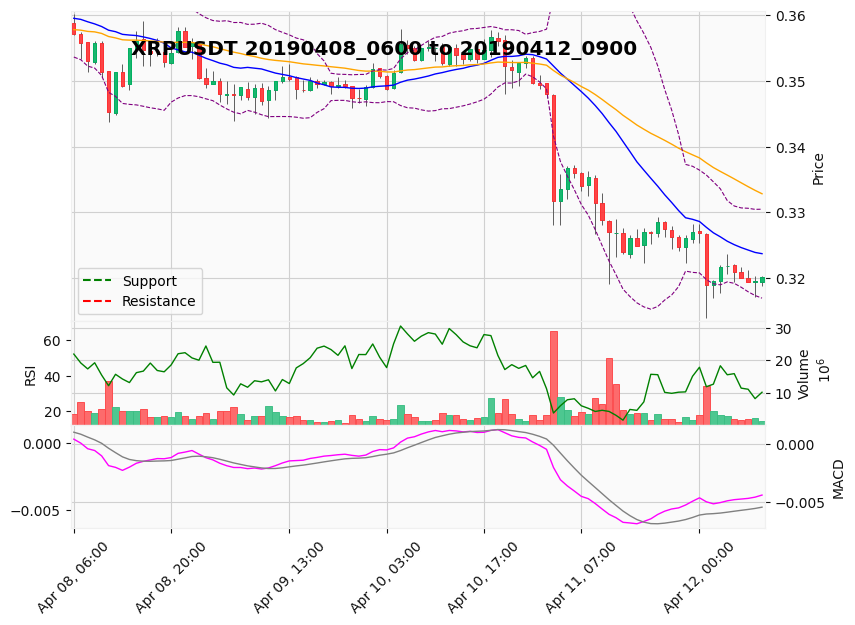 XRPUSDT 20190408_0600 to 20190412_0900
0.36
0.35
0.34
0.33
0.32
Price
Support
Resistance
60
40
20
RSI
30
20
10
Volume
10^6
0.000
−0.005
0.000
−0.005
MACD
Apr 08, 06:00
Apr 08, 20:00
Apr 09, 13:00
Apr 10, 03:00
Apr 10, 17:00
Apr 11, 07:00
Apr 12, 00:00